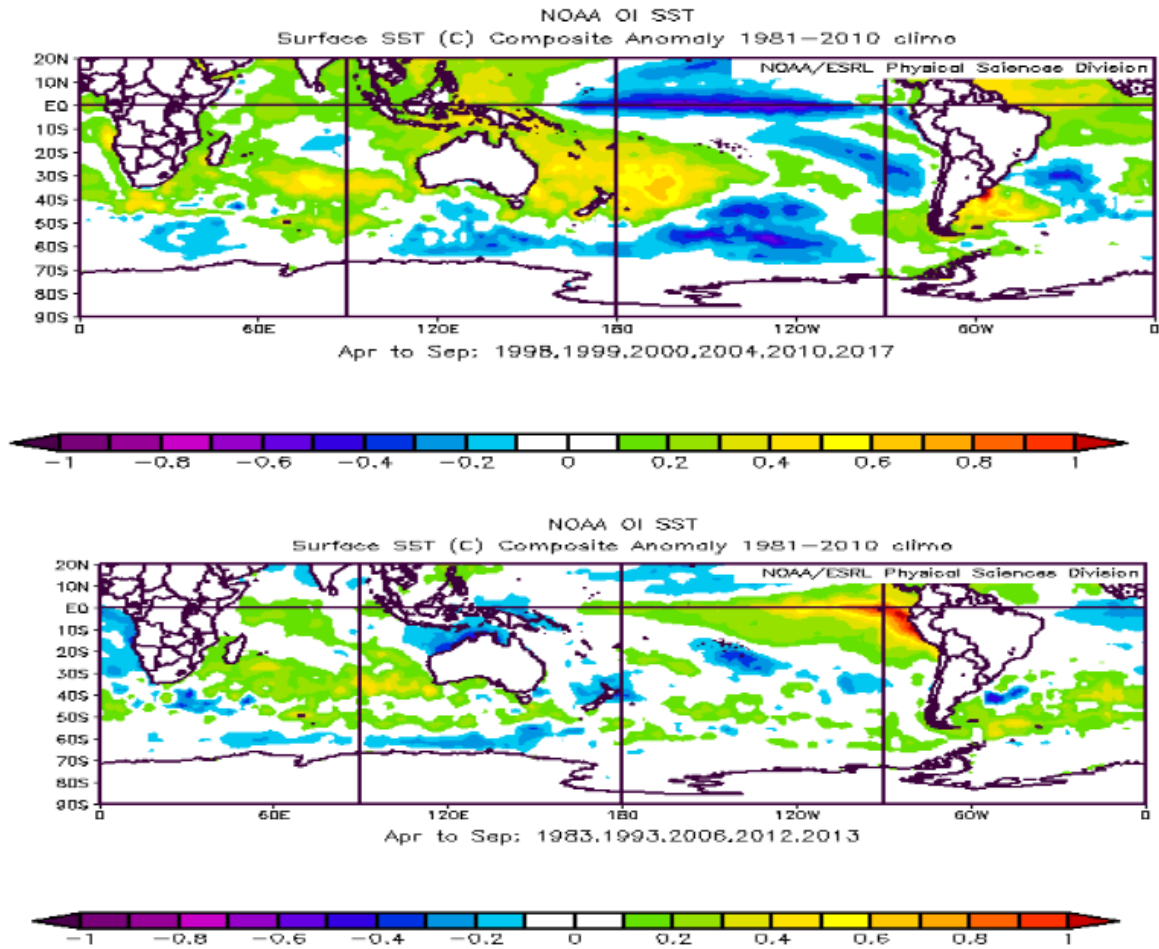 NOAA OI SST
Surface SST (C) Composite Anomaly 1981-2010 climo
NOAA/ESRL Physical Sciences Division
20N
10N
EQ
10S
20S
30S
40S
50S
60S
70S
80S
90S
0 60E 120E 180 120W 60W 0
Apr to Sep: 1998,1999,2000,2004,2010,2017
-1 -0.8 -0.6 -0.4 -0.2 0 0.2 0.4 0.6 0.8 1
NOAA OI SST
Surface SST (C) Composite Anomaly 1981-2010 climo
NOAA/ESRL Physical Sciences Division
20N
10N
EQ
10S
20S
30S
40S
50S
60S
70S
80S
90S
0 60E 120E 180 120W 60W 0
Apr to Sep: 1983,1993,2006,2012,2013
-1 -0.8 -0.6 -0.4 -0.2 0 0.2 0.4 0.6 0.8 1